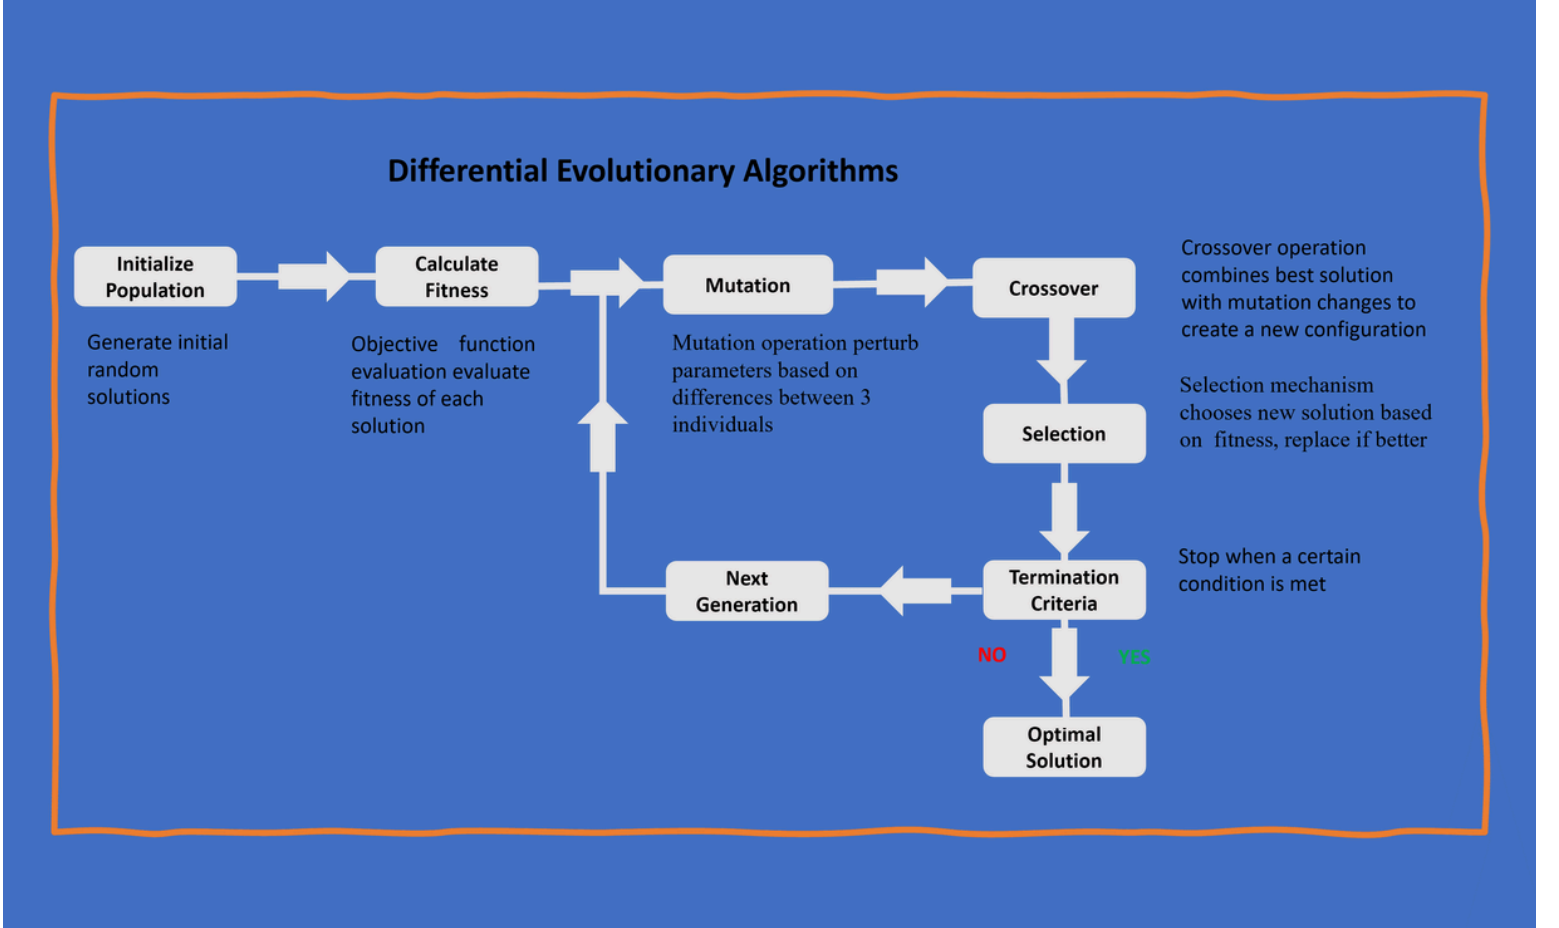 Differential Evolutionary Algorithms
Initialize
Population
Generate initial
random
solutions
Calculate
Fitness
Objective function
evaluation evaluate
fitness of each
solution
Mutation
Mutation operation perturb
parameters based on
differences between 3
individuals
Crossover
Crossover operation
combines best solution
with mutation changes to
create a new configuration
Selection
Selection mechanism
chooses new solution based
on fitness, replace if better
Termination
Criteria
Stop when a certain
condition is met
Next
Generation
NO
YES
Optimal
Solution